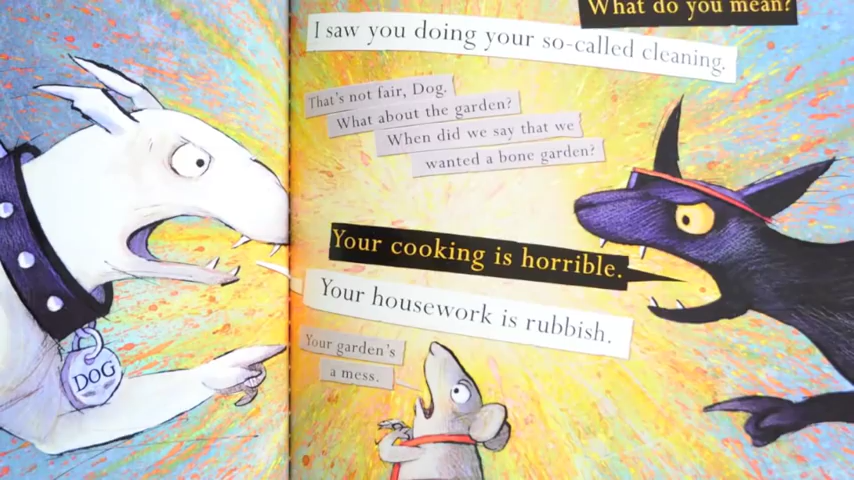 What do you mean?
I saw you doing your so-called cleaning.
That's not fair, Dog.
What about the garden?
When did we say that we
wanted a bone garden?
Your cooking is horrible.
Your housework is rubbish.
Your garden's
a mess.
DOG